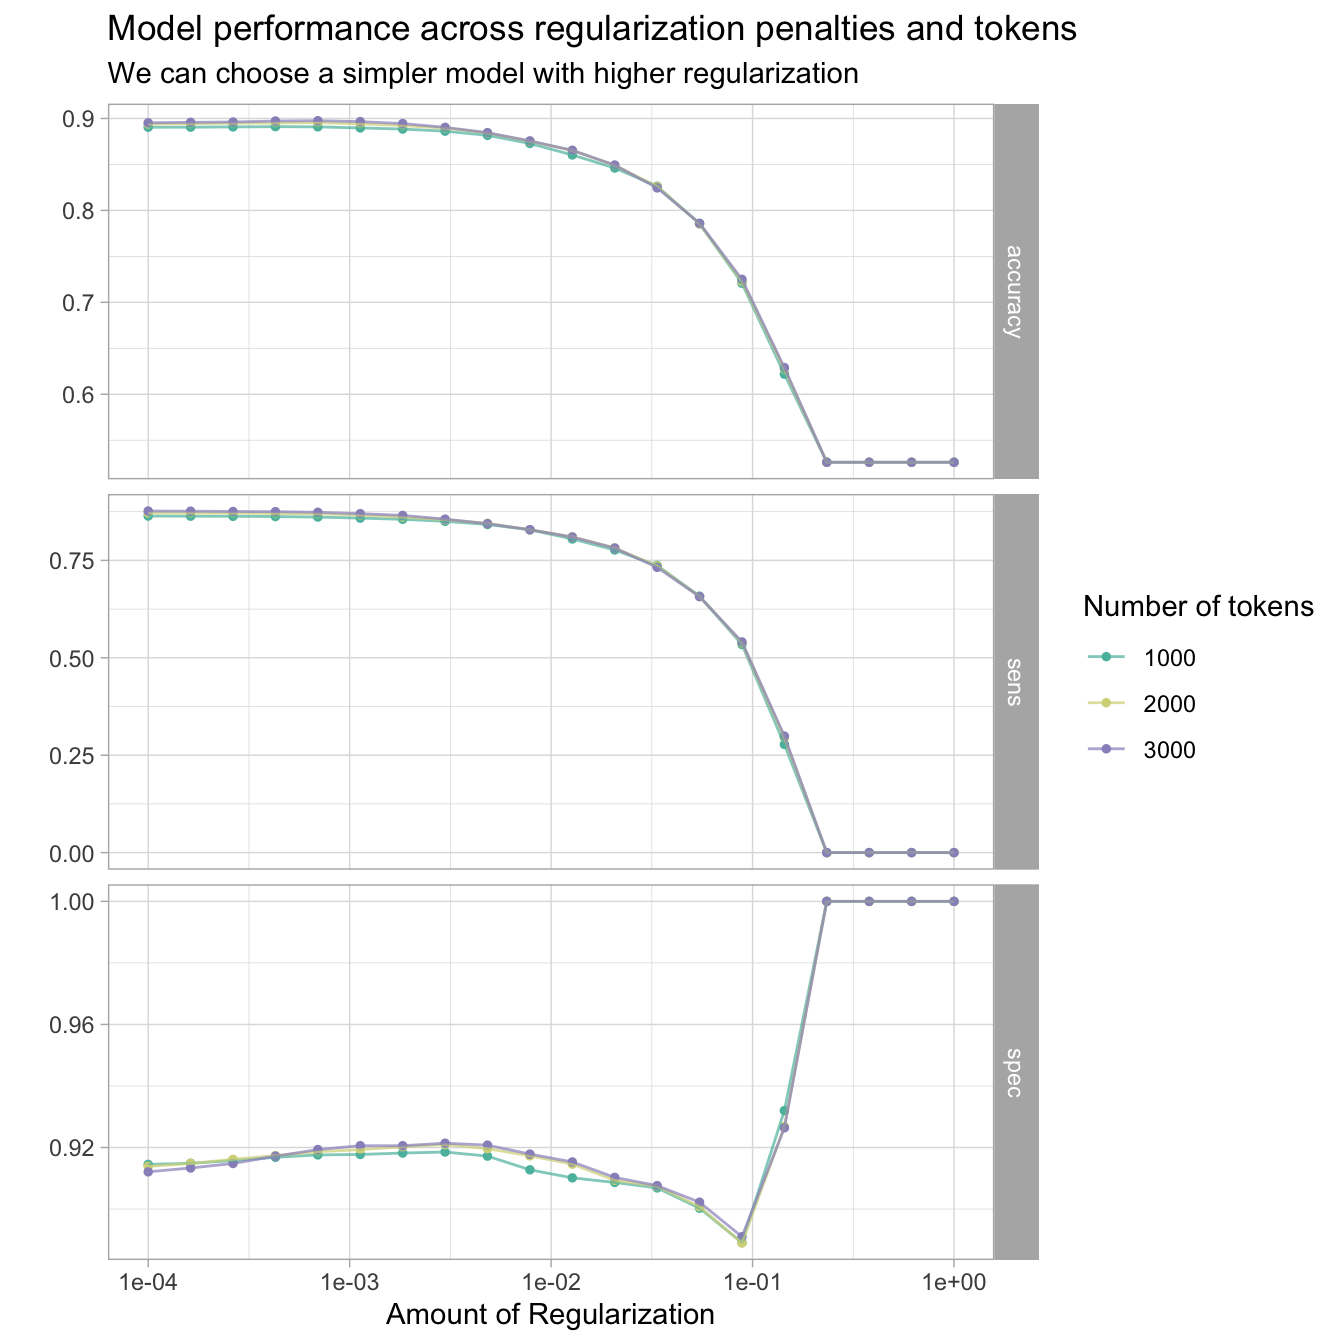 Model performance across regularization penalties and tokens
We can choose a simpler model with higher regularization
0.9
0.8
0.7
0.6
accuracy
0.75
0.50
0.25
0.00
sens
1.00
0.96
0.92
spec
1e-04 1e-03 1e-02 1e-01 1e+00
Amount of Regularization
Number of tokens
1000
2000
3000